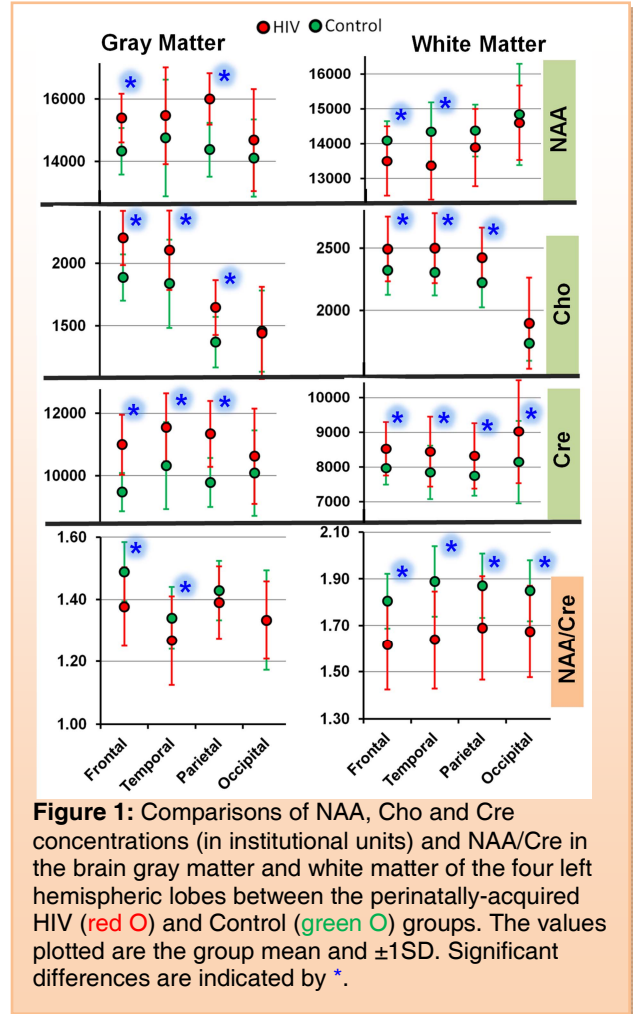 HIV Control
Gray Matter White Matter
16000
14000
*
*
16000
15000
14000
13000
*
*
NAA
2000
1500
*
*
*
2500
2000
*
*
*
Cho
12000
10000
*
*
*
10000
9000
8000
7000
*
*
*
*
Cre
1.60
1.40
1.20
1.00
*
*
2.10
1.90
1.70
1.50
1.30
*
*
*
*
NAA/Cre
Frontal
Temporal
Parietal
Occipital
Frontal
Temporal
Parietal
Occipital
Figure 1: Comparisons of NAA, Cho and Cre
concentrations (in institutional units) and NAA/Cre in
the brain gray matter and white matter of the four left
hemispheric lobes between the perinatally-acquired
HIV (red O) and Control (green O) groups. The values
plotted are the group mean and ±1SD. Significant
differences are indicated by *.